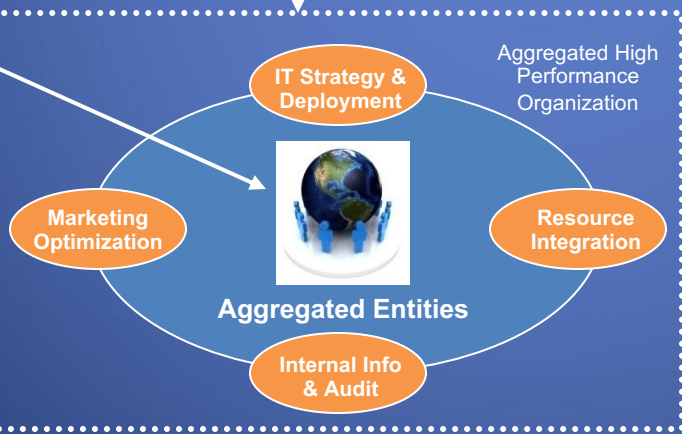 IT Strategy &
Deployment
Aggregated High
Performance
Organization
Marketing
Optimization
Resource
Integration
Aggregated Entities
Internal Info
& Audit